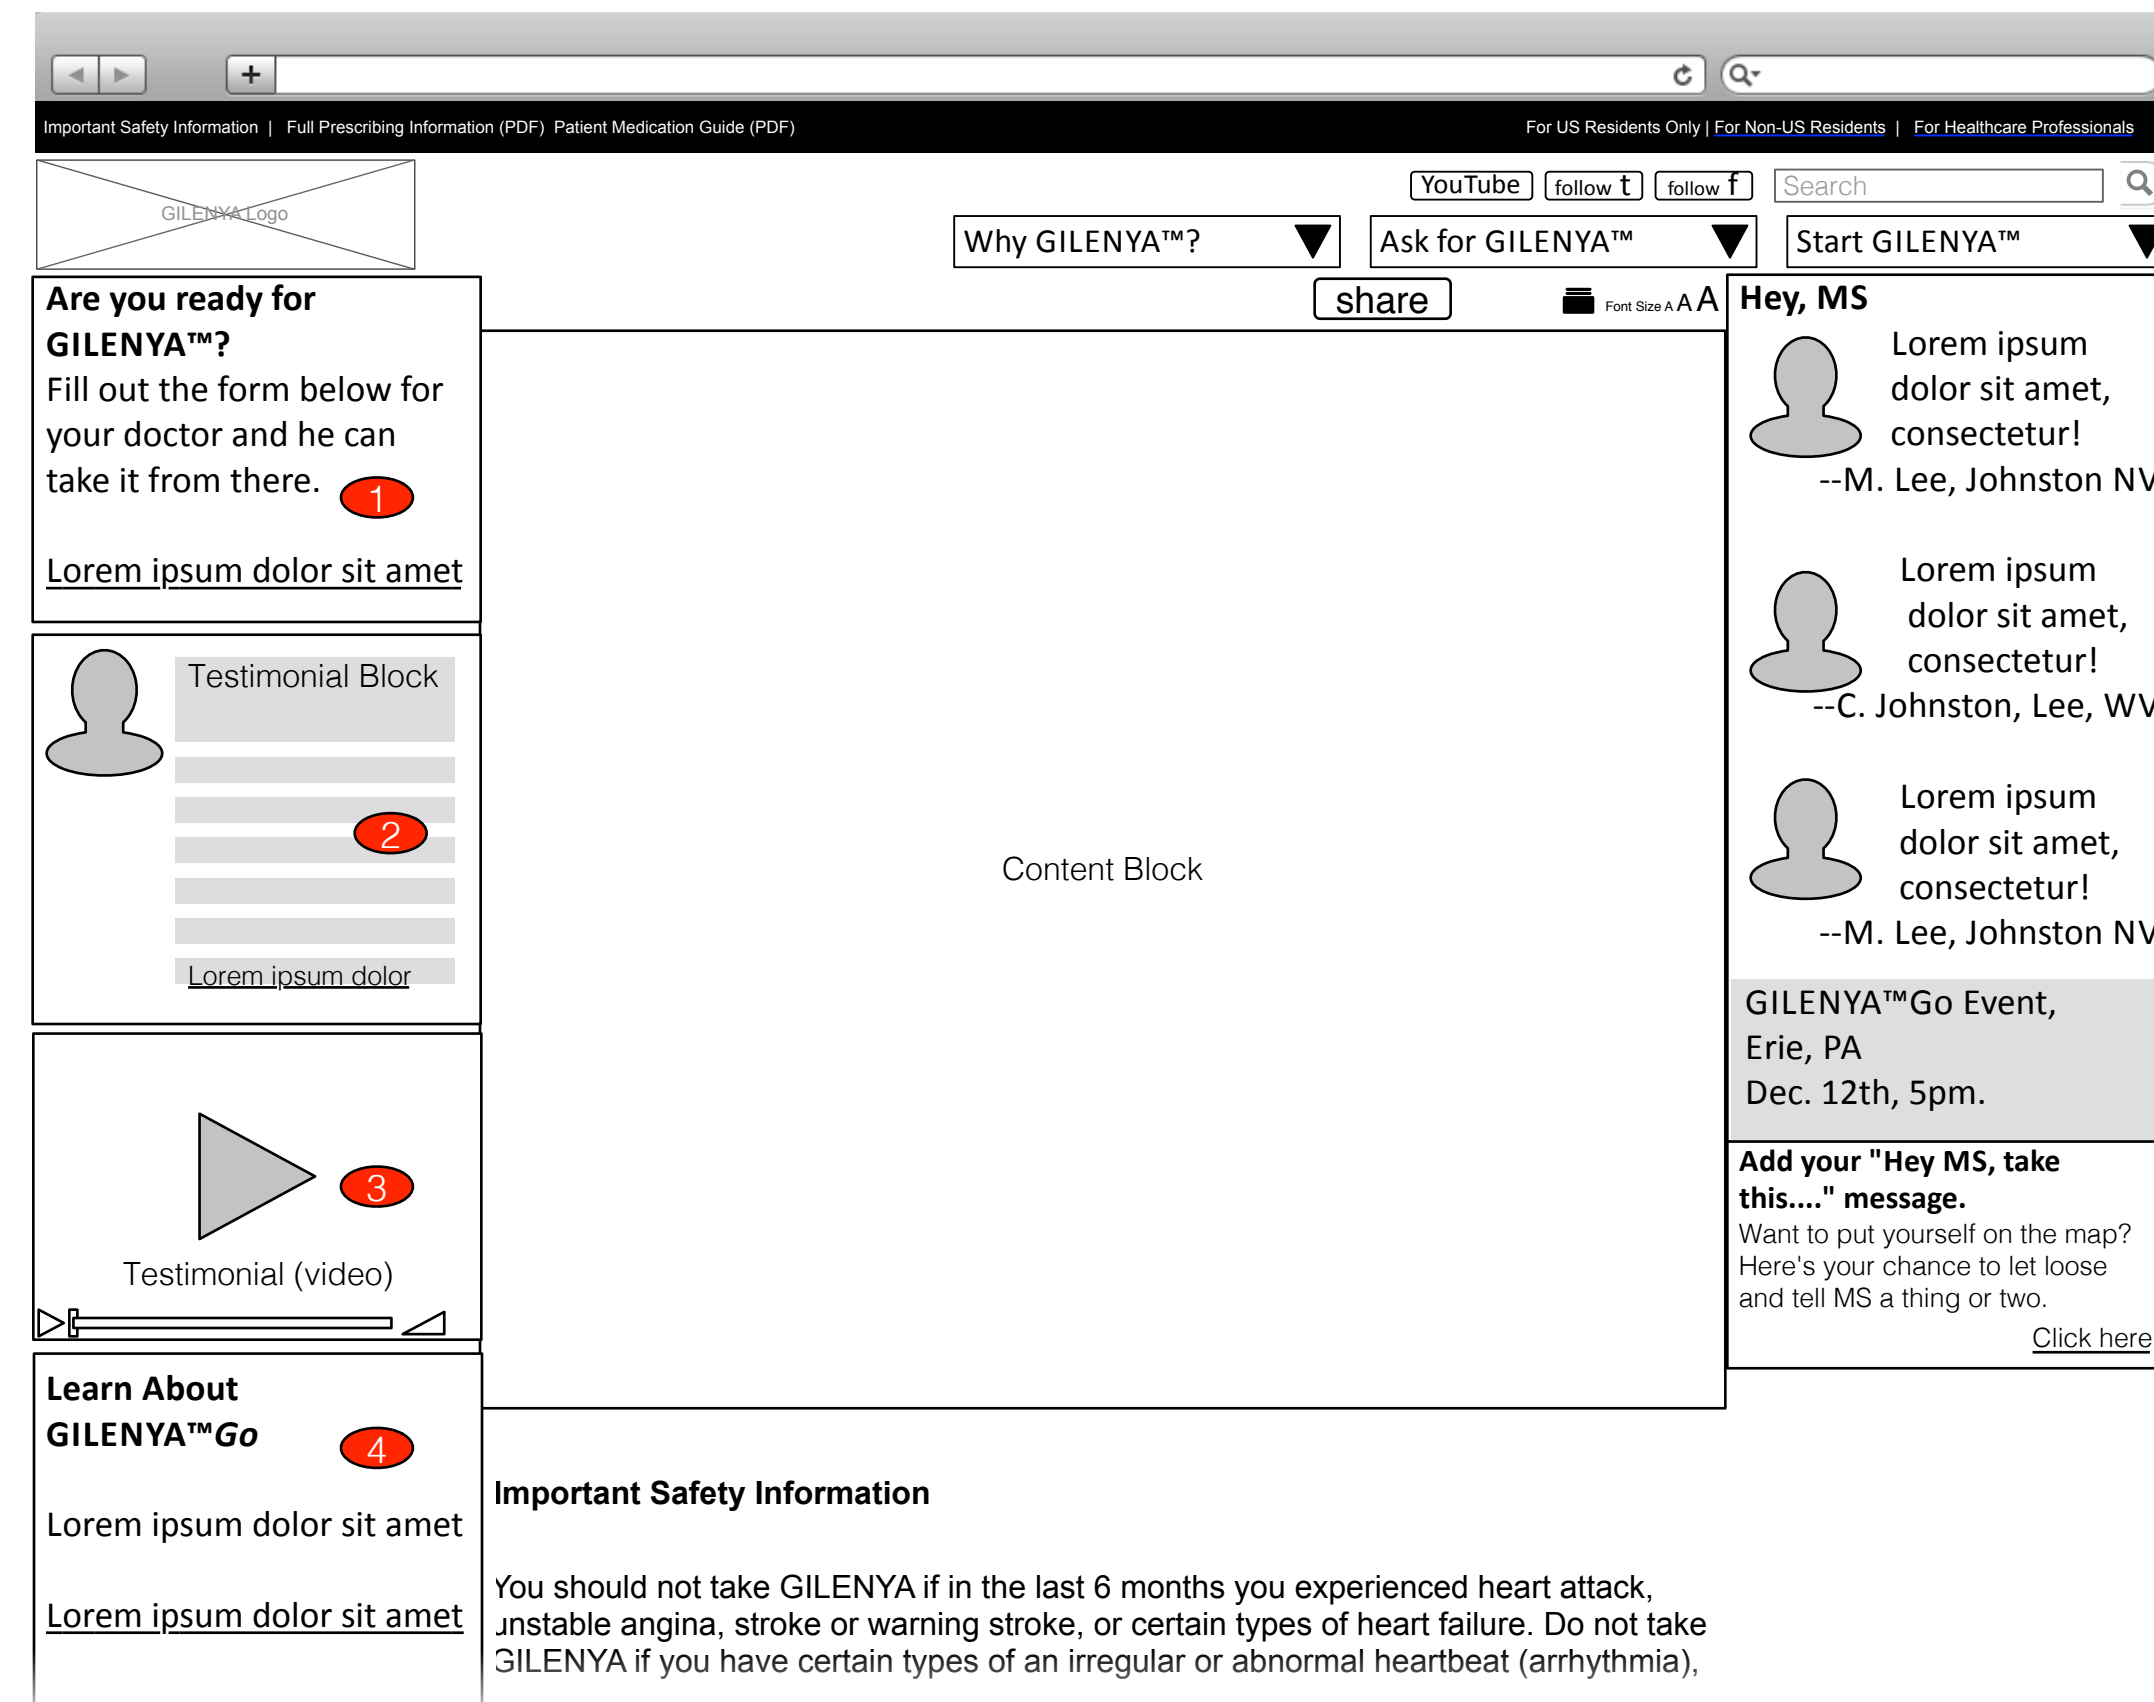 Important Safety Information | Full Prescribing Information (PDF) Patient Medication Guide (PDF)
For US Residents Only | For Non-US Residents | For Healthcare Professionals
GILENYA Logo
YouTube
follow t
follow f
Search
Why GILENYA™?
Ask for GILENYA™
Start GILENYA™
share
Font Size A A A
Are you ready for
GILENYA™?
Fill out the form below for
your doctor and he can
take it from there.
1
Lorem ipsum dolor sit amet
Testimonial Block
2
Lorem ipsum dolor
3
Testimonial (video)
Learn About
GILENYA™Go
4
Lorem ipsum dolor sit amet
Lorem ipsum dolor sit amet
Content Block
Hey, MS
Lorem ipsum
dolor sit amet,
consectetur!
--M. Lee, Johnston NV
Lorem ipsum
dolor sit amet,
consectetur!
--C. Johnston, Lee, WV
Lorem ipsum
dolor sit amet,
consectetur!
--M. Lee, Johnston NV
GILENYA™Go Event,
Erie, PA
Dec. 12th, 5pm.
Add your "Hey MS, take
this...." message.
Want to put yourself on the map?
Here's your chance to let loose
and tell MS a thing or two.
Click here
Important Safety Information
You should not take GILENYA if in the last 6 months you experienced heart attack,
unstable angina, stroke or warning stroke, or certain types of heart failure. Do not take
GILENYA if you have certain types of an irregular or abnormal heartbeat (arrhythmia),